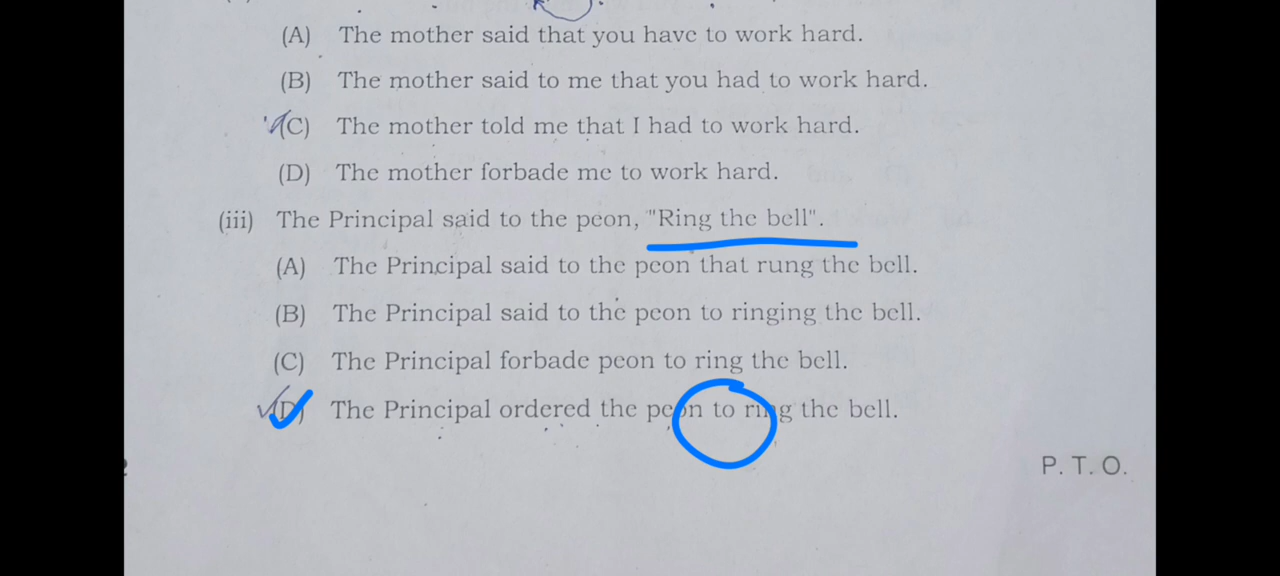 (A) The mother said that you have to work hard.
(B) The mother said to me that you had to work hard.
(C) The mother told me that I had to work hard.
(D) The mother forbade me to work hard.
(iii) The Principal said to the peon, "Ring the bell".
(A) The Principal said to the peon that rung the bell.
(B) The Principal said to the peon to ringing the bell.
(C) The Principal forbade peon to ring the bell.
(D) The Principal ordered the peon to ring the bell.
P. T. O.